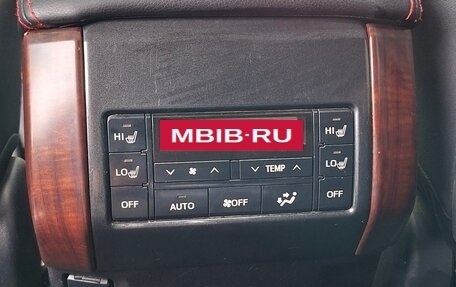 HI HI
MBIB.RU
LO TEMP LO
OFF AUTO OFF OFF